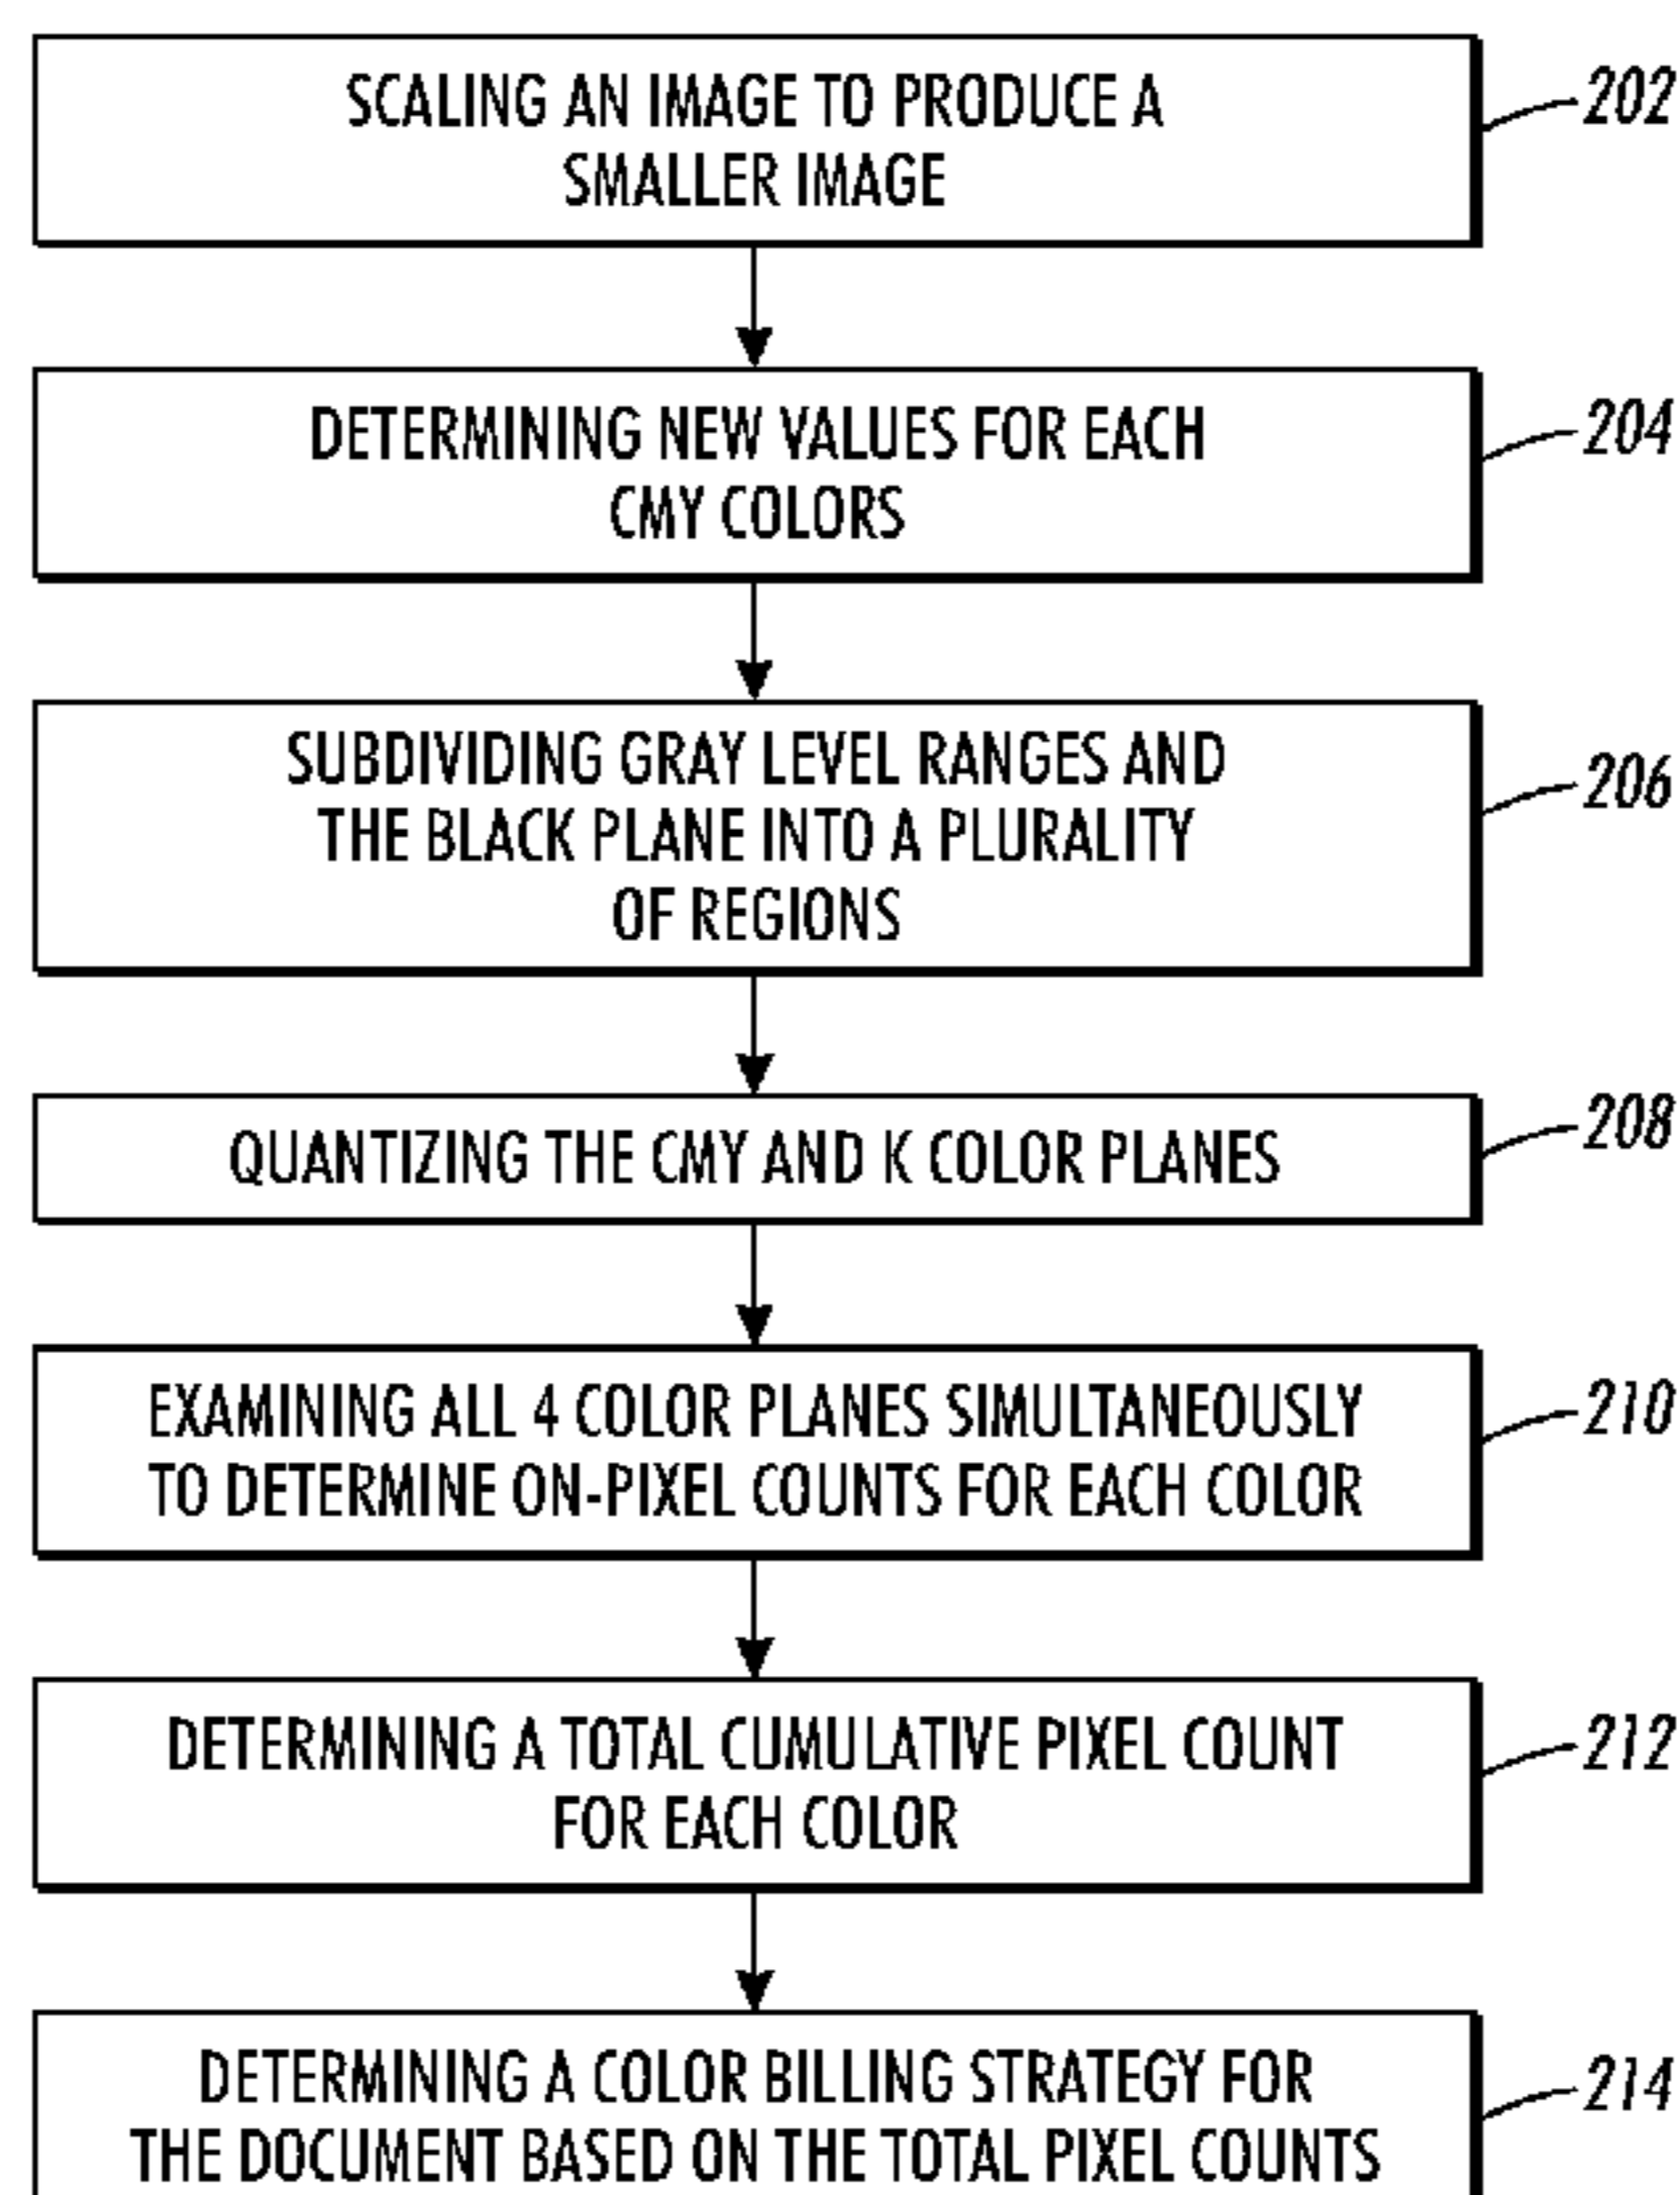 SCALING AN IMAGE TO PRODUCE A
SMALLER IMAGE
202
DETERMINING NEW VALUES FOR EACH
CMY COLORS
204
SUBDIVIDING GRAY LEVEL RANGES AND
THE BLACK PLANE INTO A PLURALITY
OF REGIONS
206
QUANTIZING THE CMY AND K COLOR PLANES
208
EXAMINING ALL 4 COLOR PLANES SIMULTANEOUSLY
TO DETERMINE ON-PIXEL COUNTS FOR EACH COLOR
210
DETERMINING A TOTAL CUMULATIVE PIXEL COUNT
FOR EACH COLOR
212
DETERMINING A COLOR BILLING STRATEGY FOR
THE DOCUMENT BASED ON THE TOTAL PIXEL COUNTS
214